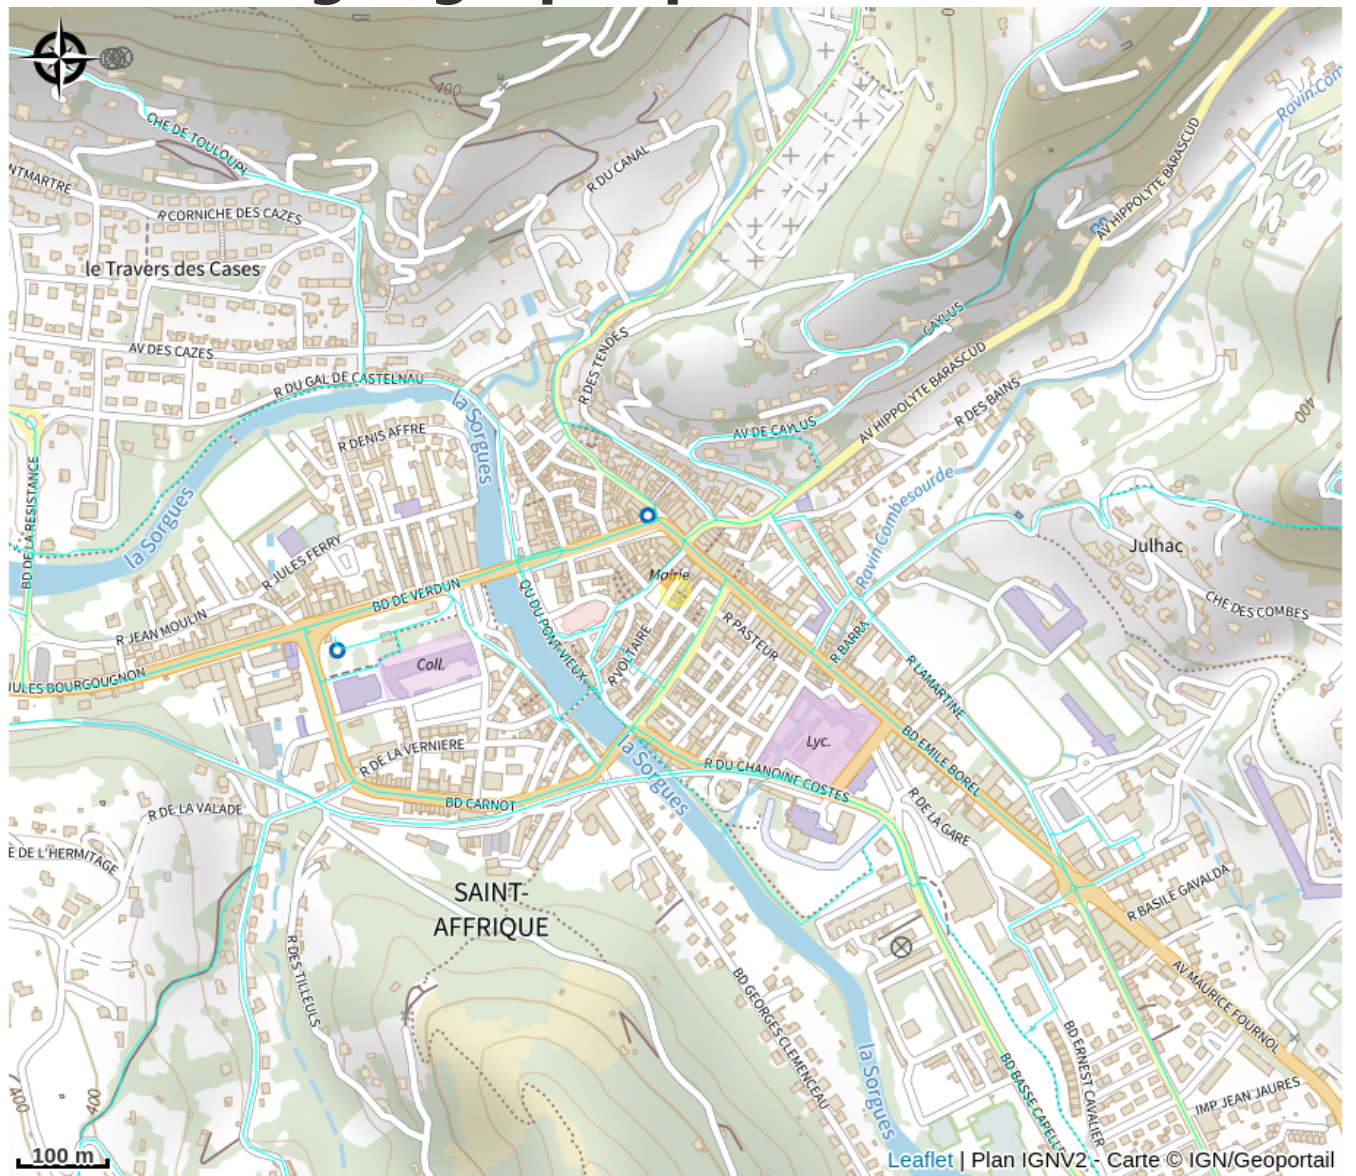 400
Ravin Com
CHE DE TOULOUPI
AV HIPPOLYTE BARASCUD
R DU CANAL
NTMARTRE
R CORNICHE DES CAZES
le Travers des Cases
CAYLUS
R DES TENDES
AV DES CAZES
AV HIPPOLYTE BARASCUD
R DU GAL DE CASTELNAU
R DES BAINS
400
la Sorgues
R DENIS AFFRE
AV DE CAYLUS
BD DE LA RESISTANCE
la Sorgues
Ravin Combesourde
Julhac
R JULES FERRY
Mairie
BD DE VERDUN
QU DU PONT VIEUX
CHE DES COMBES
R JEAN MOULIN
R VOLTAIRE
R PASTEUR
R BARRA
Coll.
R LAMARTINE
JULES BOURGOUGNON
Lyc.
R DE LA VERNIERE
la Sorgues
R DU CHANOINE COSTES
BD EMILE BOREL
BD CARNOT
R DE LA VALADE
R DE LA GARE
E DE L'HERMITAGE
SAINT-
AFFRIQUE
R BASILE GAVALDA
R DES TILLEULS
BD GEORGES CLEMENCEAU
AV MAURICE FOURNOL
la Sorgues
BD BASSE CAPELL
BD ERNEST CAVALIER
IMP JEAN JAURES
400
400
100 m
Leaflet | Plan IGNV2 - Carte © IGN/Geoportail